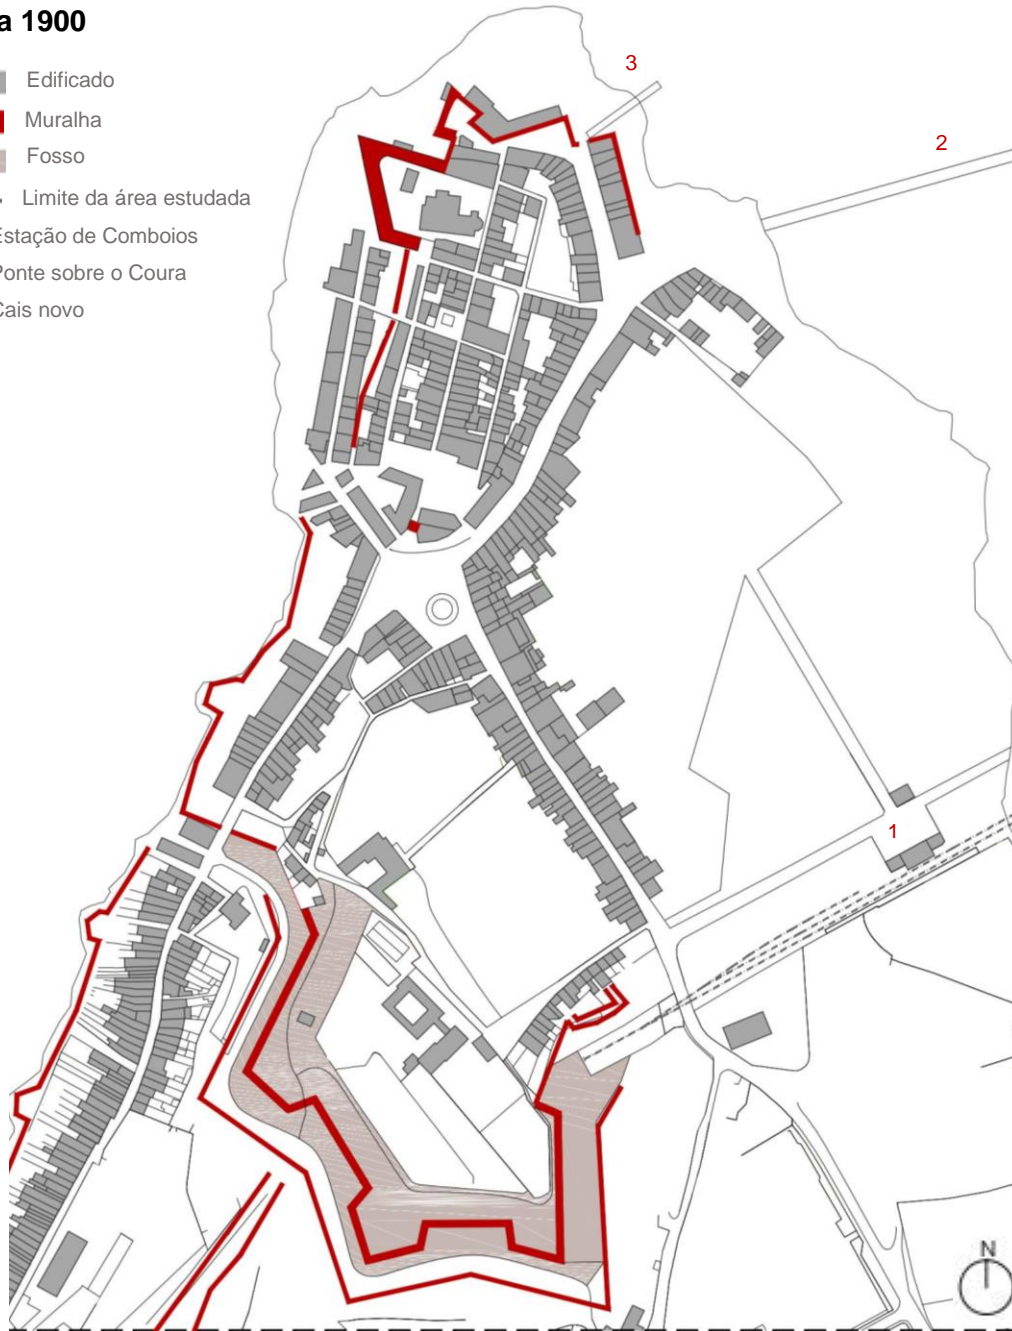 a 1900
Edificado
Muralha
Fosso
Limite da área estudada
Estação de Comboios
Ponte sobre o Coura
Cais novo
3
2
1
N